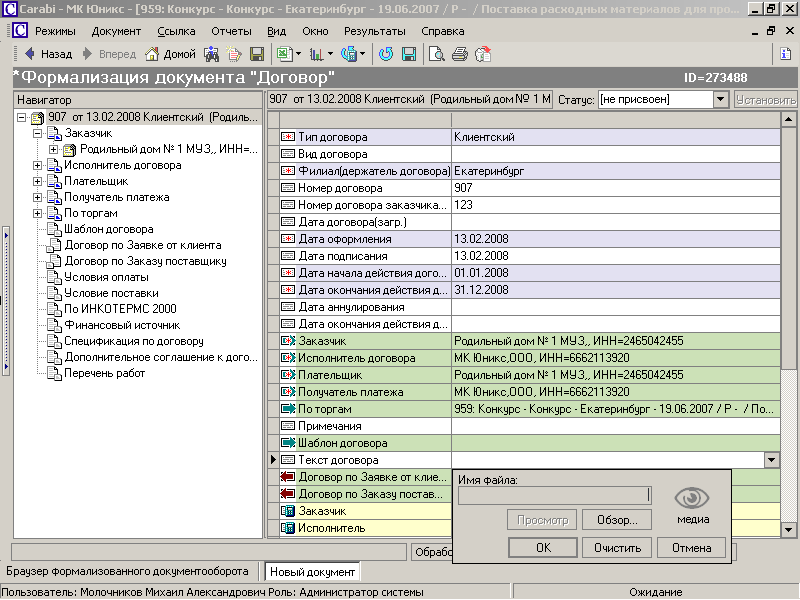 Carabi - МК Юникс - [959: Конкурс - Конкурс - Екатеринбург - 19.06.2007 / Р -  / Поставка расходных материалов для про...
Режимы Документ Ссылка Отчеты Вид Окно Результаты Справка
Назад Вперед Домой
*Формализация документа "Договор" ID=273488
Навигатор
907  от 13.02.2008 Клиентский  (Родиль...
Заказчик
Родильный дом № 1 МУЗ,, ИНН=...
Исполнитель договора
Плательщик
Получатель платежа
По торгам
Шаблон договора
Договор по Заявке от клиента
Договор по Заказу поставщику
Условия оплаты
Условие поставки
По ИНКОТЕРМС 2000
Финансовый источник
Спецификация по договору
Дополнительное соглашение к дого...
Перечень работ
907  от 13.02.2008 Клиентский  (Родильный дом № 1 М Статус: [не присвоен] Установить
Тип договора Клиентский
Вид договора
Филиал(держатель договора) Екатеринбург
Номер договора 907
Номер договора заказчика... 123
Дата договора(загр.)
Дата оформления 13.02.2008
Дата подписания 13.02.2008
Дата начала действия дого... 01.01.2008
Дата окончания действия д... 31.12.2008
Дата аннулирования
Дата окончания действия д...
Заказчик Родильный дом № 1 МУЗ,, ИНН=2465042455
Исполнитель договора МК Юникс,ООО, ИНН=6662113920
Плательщик Родильный дом № 1 МУЗ,, ИНН=2465042455
Получатель платежа МК Юникс,ООО, ИНН=6662113920
По торгам 959: Конкурс - Конкурс - Екатеринбург - 19.06.2007 / Р -  / По...
Примечания
Шаблон договора
Текст договора
Договор по Заявке от клие...
Договор по Заказу постав...
Заказчик
Исполнитель
Имя файла:
медиа
Просмотр Обзор...
OK Очистить Отмена
Обрабо
Браузер формализованного документооборота Новый документ
Пользователь: Молочников Михаил Александрович Роль: Администратор системы Ожидание